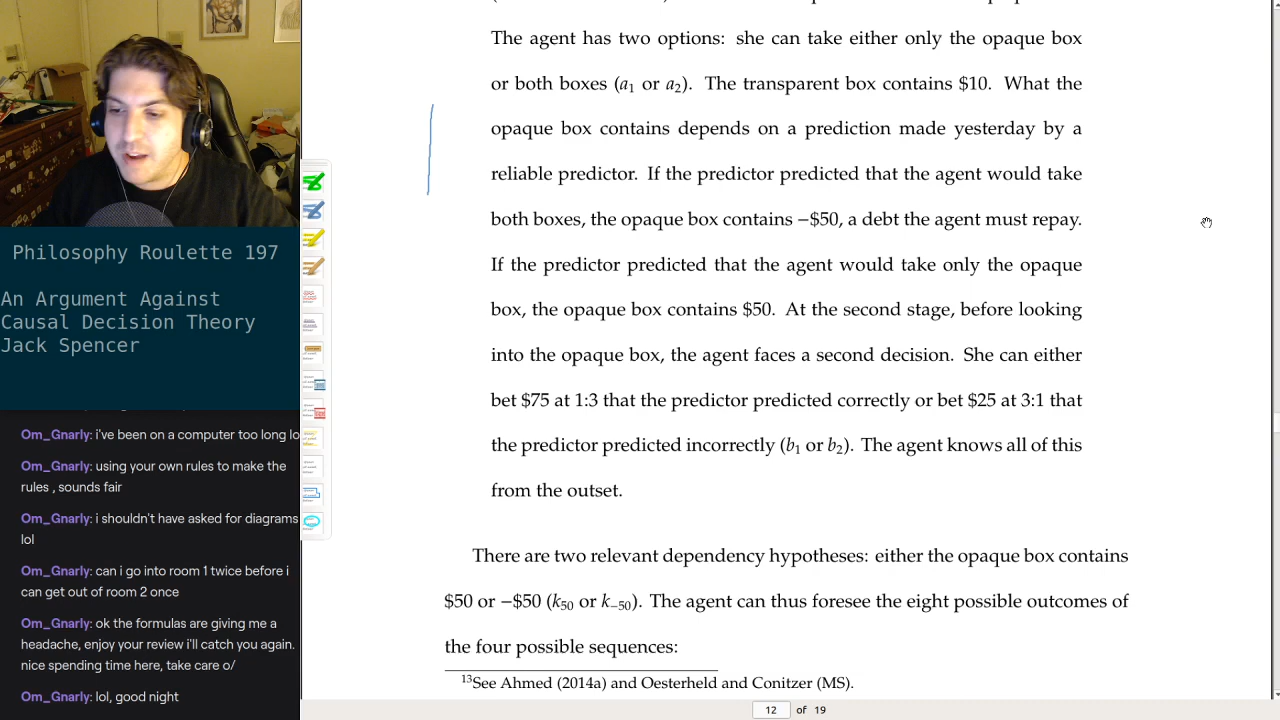 Philosophy Roulette 197
An Argument Against
Causal Decision Theory
Jack Spencer
Om_Gnarly: i've been on a computer too long lo
Om_Gnarly: using your own rules to make the
rules, sounds fair
Om_Gnarly: i shouldn't have asked for diagrams
lol
Om_Gnarly: can i go into room 1 twice before i
can get out of room 2 once
Om_Gnarly: ok the formulas are giving me a
headache, enjoy your review i'll catch you again.
nice spending time here, take care o/
Om_Gnarly: lol, good night
The agent has two options: she can take either only the opaque box
or both boxes (a1 or a2). The transparent box contains $10. What the
opaque box contains depends on a prediction made yesterday by a
reliable predictor. If the predictor predicted that the agent would take
both boxes, the opaque box contains −$50, a debt the agent must repay.
If the predictor predicted that the agent would take only the opaque
box, the opaque box contains $50. At the second stage, before looking
into the opaque box, the agent faces a second decision. She can either
bet $75 at 1:3 that the predictor predicted correctly or bet $25 at 3:1 that
the predictor predicted incorrectly (b1 or b2). The agent knows all of this
from the outset.
There are two relevant dependency hypotheses: either the opaque box contains
$50 or −$50 (k50 or k−50). The agent can thus foresee the eight possible outcomes of
the four possible sequences:
13See Ahmed (2014a) and Oesterheld and Conitzer (MS).
12 of 19